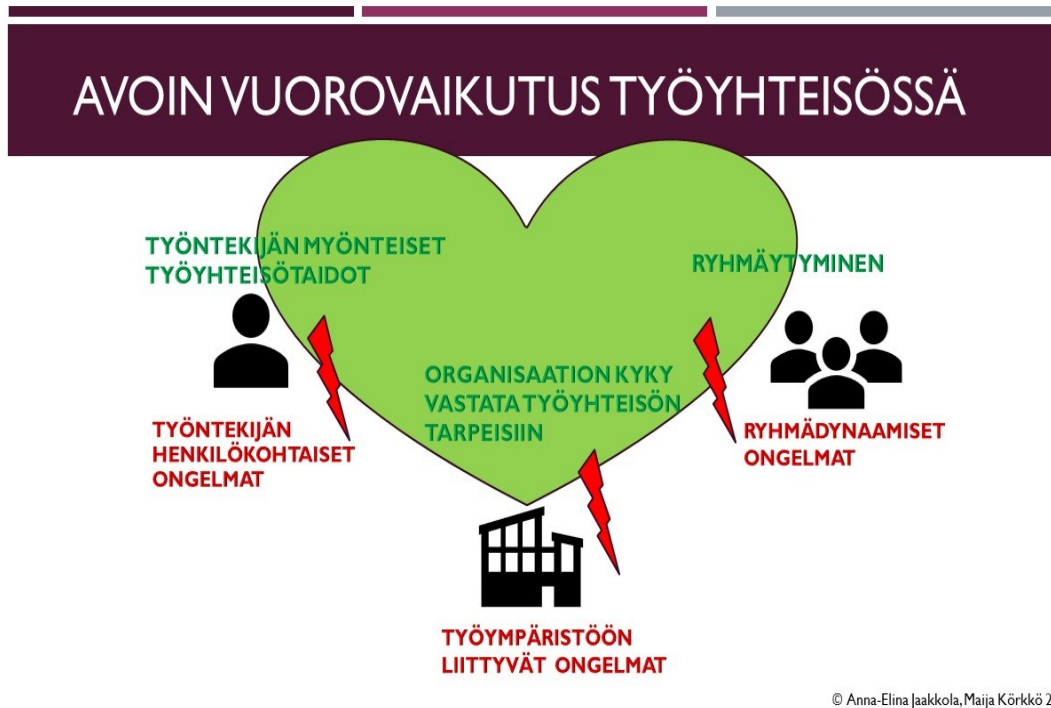 AVOIN VUOROVAIKUTUS TYÖYHTEISÖSSÄ
TYÖNTEKIJÄN MYÖNTEISET
TYÖYHTEISÖTAIDOT
RYHMÄYTYMINEN
ORGANISAATION KYKY
VASTATA TYÖYHTEISÖN
TARPEISIIN
TYÖNTEKIJÄN
HENKILÖKOHTAISET
ONGELMAT
RYHMÄDYNAAMISET
ONGELMAT
TYÖYMPÄRISTÖÖN
LIITTYVÄT ONGELMAT
© Anna-Elina Jaakkola, Maija Körkkö 2